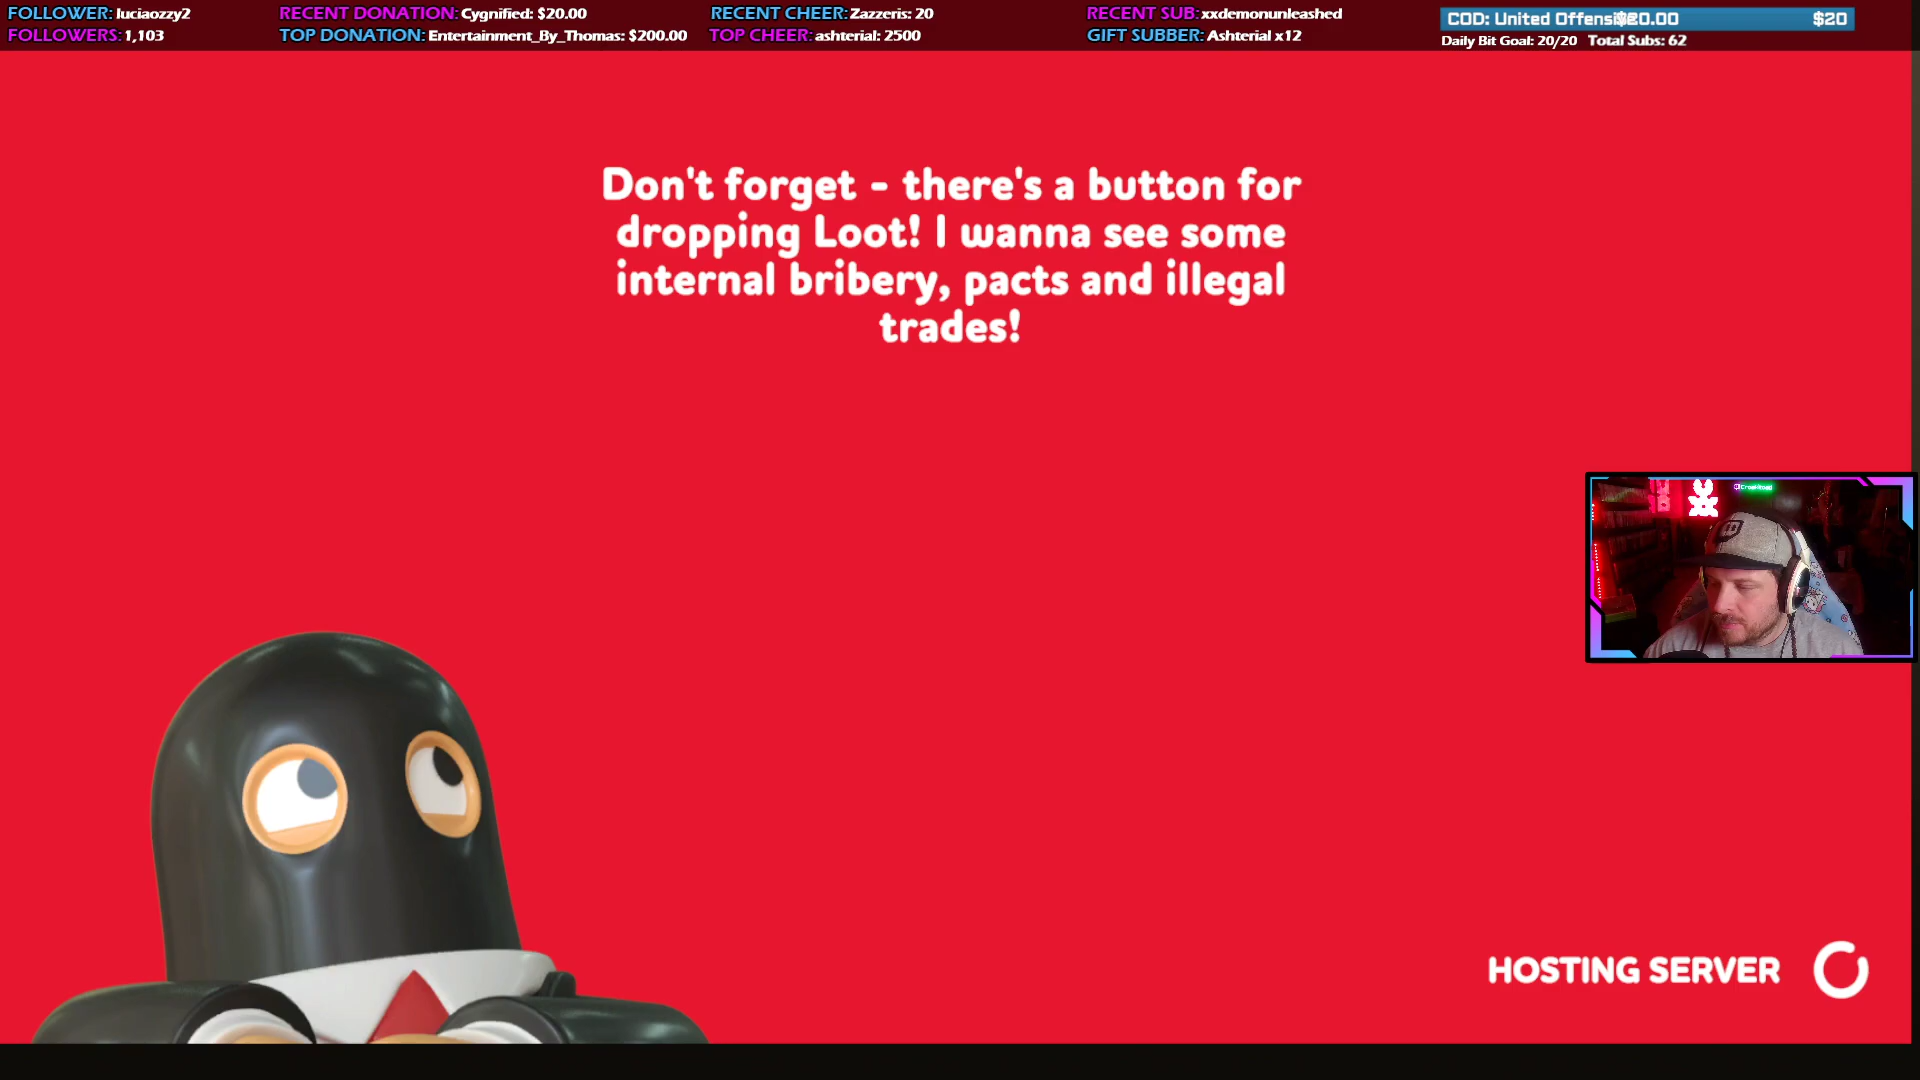 FOLLOWER: luciaozzy2
FOLLOWERS: 1,103
RECENT DONATION: Cygnified: $20.00
TOP DONATION: Entertainment_By_Thomas: $200.00
RECENT CHEER: Zazzeris: 20
TOP CHEER: ashterial: 2500
RECENT SUB: xxdemonunleashed
GIFT SUBBER: Ashterial x12
COD: United $20
Daily Bit Goal: 20/20 Total Subs: 62
Don't forget - there's a button for
dropping Loot! I wanna see some
internal bribery, pacts and illegal
trades!
HOSTING SERVER